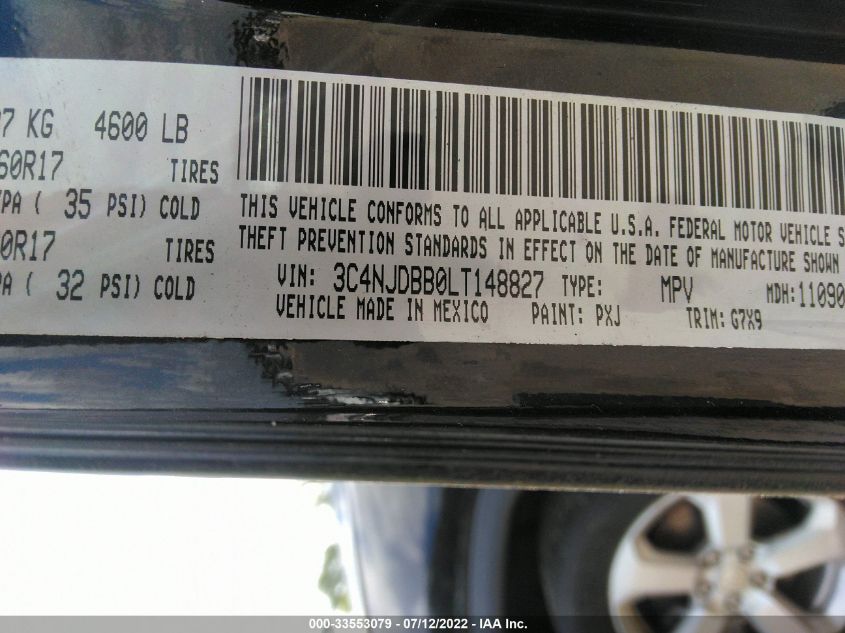 7 KG 4600 LB
60R17 TIRES
PA ( 35 PSI) COLD
0R17 TIRES
PA ( 32 PSI) COLD
THIS VEHICLE CONFORMS TO ALL APPLICABLE U.S.A. FEDERAL MOTOR VEHICLE S
THEFT PREVENTION STANDARDS IN EFFECT ON THE DATE OF MANUFACTURE SHOWN
VIN: 3C4NJDBB0LT148827 TYPE: MPV MDH: 11090
VEHICLE MADE IN MEXICO PAINT: PXJ TRIM: G7X9
000-33553079 - 07/12/2022 - IAA Inc.